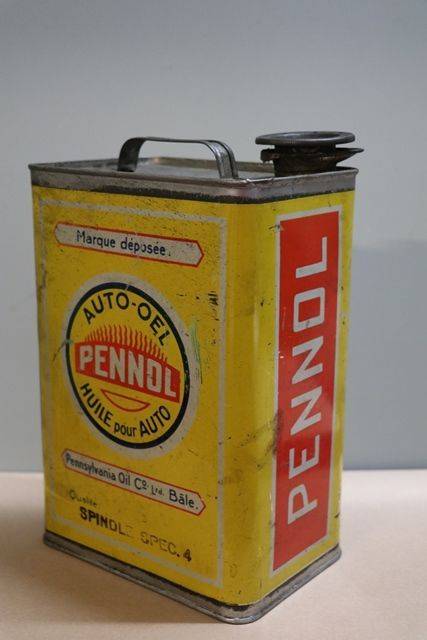 Marque déposée.
AUTO-OEL
PENNOL
HUILE pour AUTO
Pennsylvania Oil Co. Ltd. Bâle.
Qualité
SPINDLE SPEC. 4
PENNOL